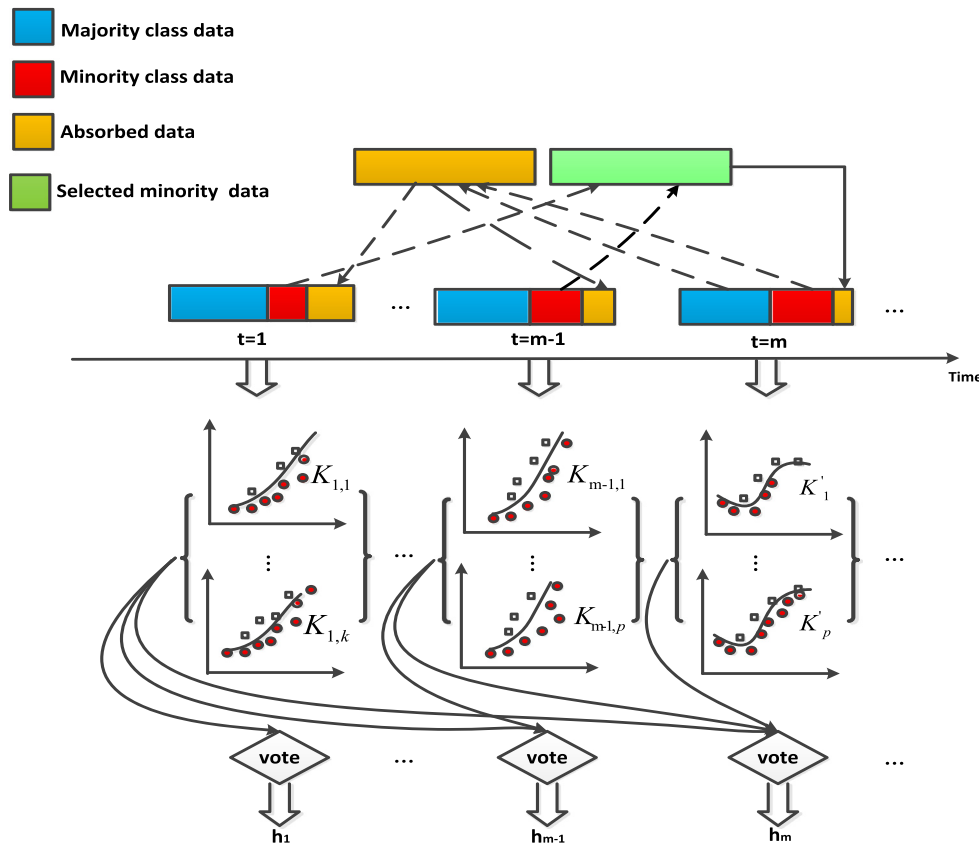 Majority class data
Minority class data
Absorbed data
Selected minority data
... ...
t=1 t=m-1 t=m
Time
K1,1 Km-1,1 K'1
⋮ ... ⋮ ⋮ ...
K1,k Km-1,p K'p
vote ... vote vote ...
h1 hm-1 hm